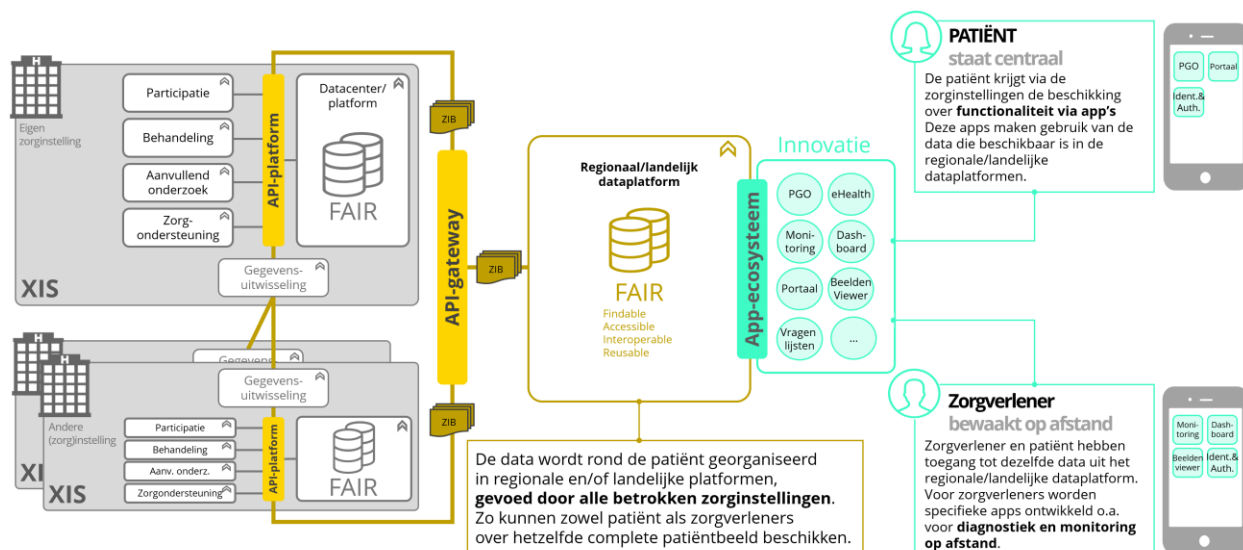 H
Eigen
zorginstelling
Participatie
Behandeling
Aanvullend
onderzoek
Zorg-
ondersteuning
API-platform
Datacenter/
platform
FAIR
Gegevens-
uitwisseling
XIS
ZIB
API-gateway
ZIB
ZIB
H
H
Gegevens-
Gegevens-
uitwisseling
Andere
(zorg)instelling
Participatie
Behandeling
Aanv. onderz.
Zorgondersteuning
API-platform
FAIR
XI
XIS
Regionaal/landelijk
dataplatform
FAIR
Findable
Accessible
Interoperable
Reusable
App-ecosysteem
Innovatie
PGO
eHealth
Moni-
toring
Dash-
board
Portaal
Beelden
Viewer
Vragen
lijsten
...
De data wordt rond de patiënt georganiseerd
in regionale en/of landelijke platformen,
gevoed door alle betrokken zorginstellingen.
Zo kunnen zowel patiënt als zorgverleners
over hetzelfde complete patiëntbeeld beschikken.
PATIËNT
staat centraal
De patiënt krijgt via de
zorginstellingen de beschikking
over functionaliteit via app's
Deze apps maken gebruik van de
data die beschikbaar is in de
regionale/landelijke
dataplatformen.
PGO
Portaal
Ident.&
Auth.
Zorgverlener
bewaakt op afstand
Zorgverlener en patiënt hebben
toegang tot dezelfde data uit het
regionale/landelijke dataplatform.
Voor zorgverleners worden
specifieke apps ontwikkeld o.a.
voor diagnostiek en monitoring
op afstand.
Moni-
toring
Dash-
board
Beelden
viewer
Ident.&
Auth.